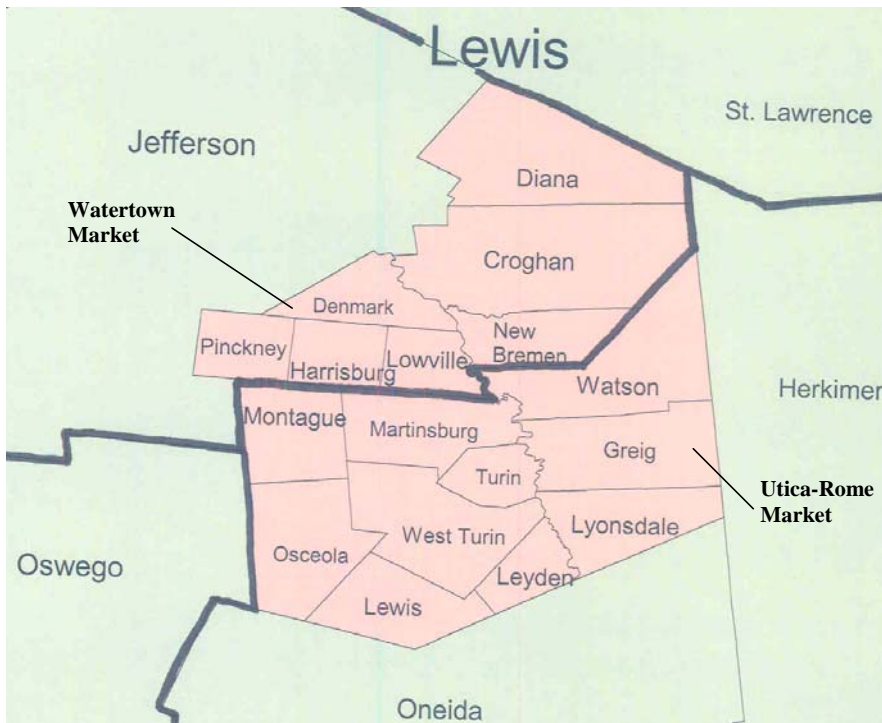 Lewis
St. Lawrence
Jefferson
Diana
Watertown
Market
Croghan
Denmark
New
Bremen
Pinckney
Harrisburg
Lowville
Watson
Herkimer
Montague
Martinsburg
Greig
Turin
Utica-Rome
Market
West Turin
Lyonsdale
Osceola
Oswego
Leyden
Lewis
Oneida